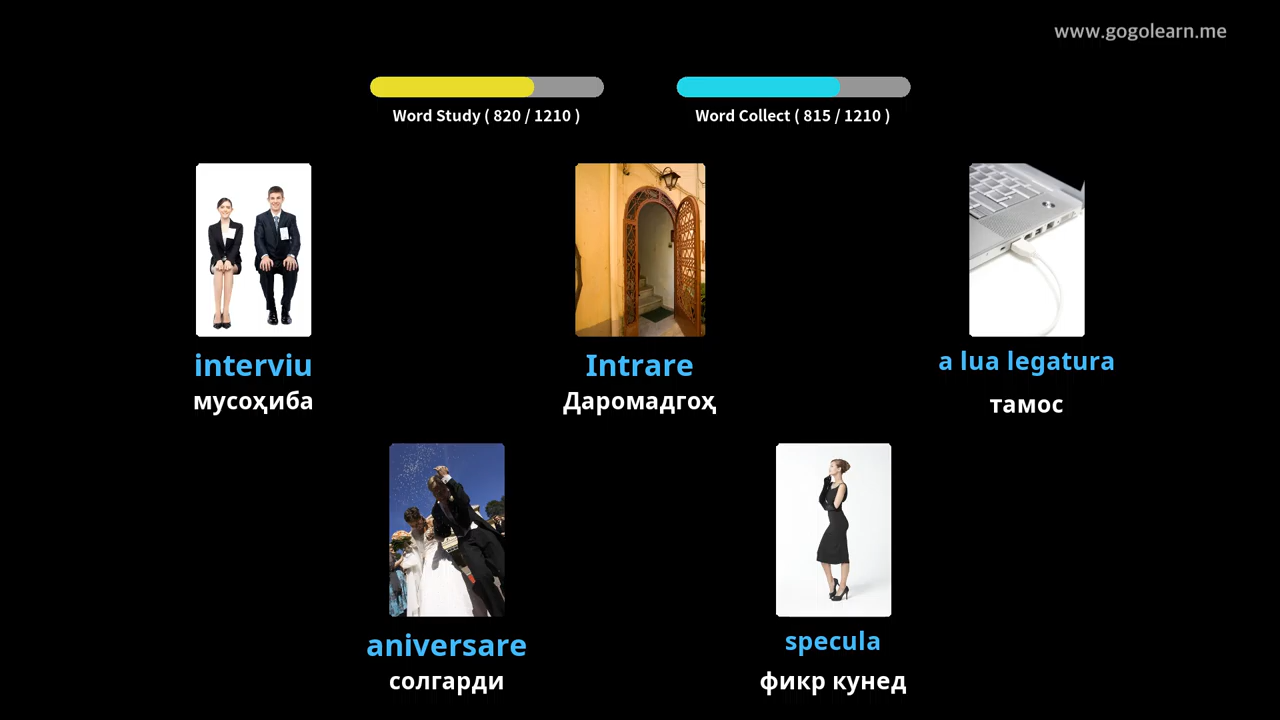 www.gogolearn.me
Word Study ( 820 / 1210 )
Word Collect ( 815 / 1210 )
interviu
мусоҳиба
Intrare
Даромадгоҳ
a lua legatura
тамос
aniversare
солгарди
specula
фикр кунед